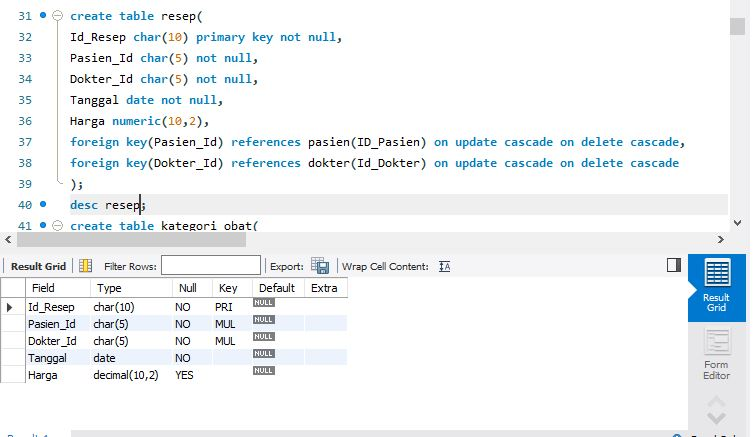 31 create table resep(
32 Id_Resep char(10) primary key not null,
33 Pasien_Id char(5) not null,
34 Dokter_Id char(5) not null,
35 Tanggal date not null,
36 Harga numeric(10,2),
37 foreign key(Pasien_Id) references pasien(ID_Pasien) on update cascade on delete cascade,
38 foreign key(Dokter_Id) references dokter(Id_Dokter) on update cascade on delete cascade
39 );
40 desc resep;
41 create table kategori_obat(
Result Grid Filter Rows: Export: Wrap Cell Content:
Field Type Null Key Default Extra
Id_Resep char(10) NO PRI NULL
Pasien_Id char(5) NO MUL NULL
Dokter_Id char(5) NO MUL NULL
Tanggal date NO NULL
Harga decimal(10,2) YES NULL
Result
Grid
Form
Editor